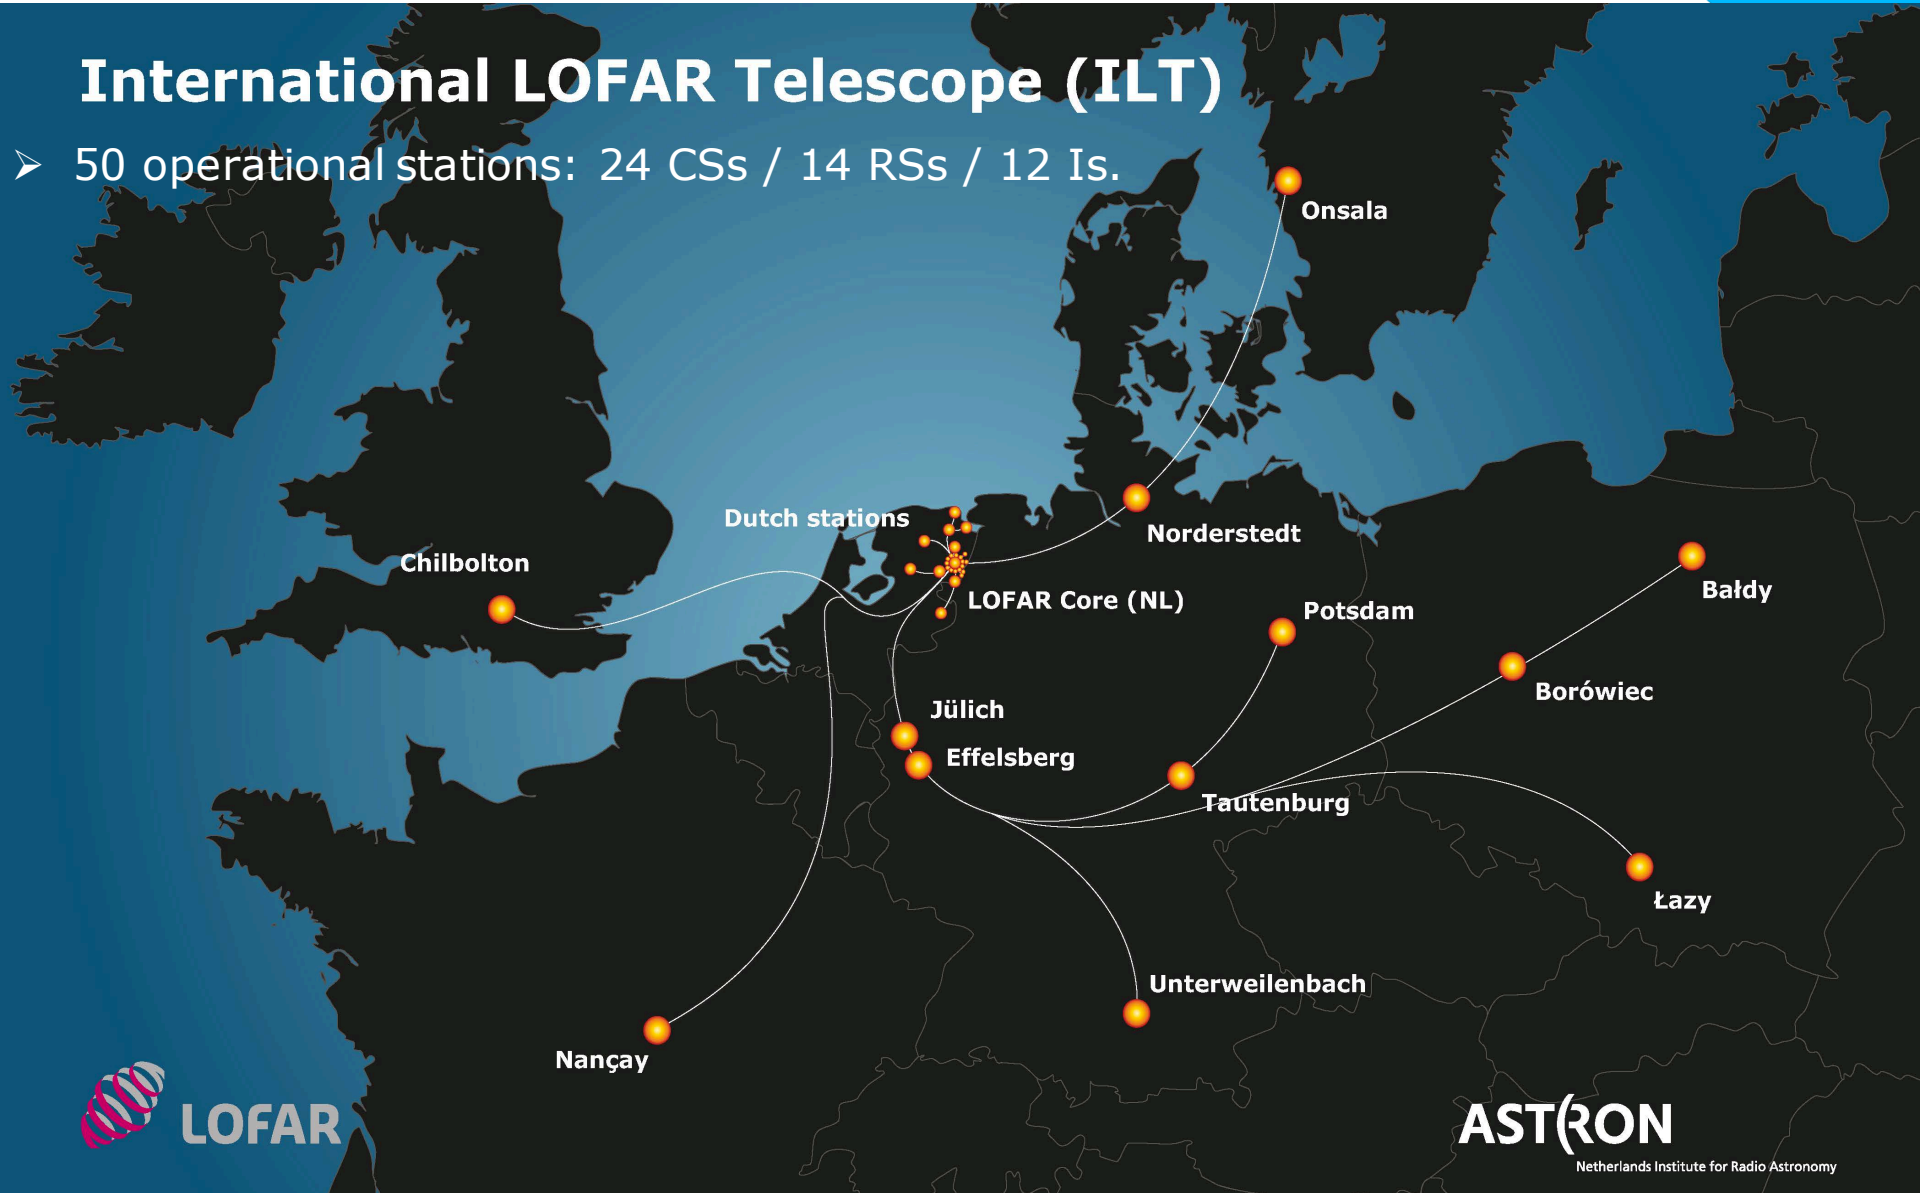 International LOFAR Telescope (ILT)
➢ 50 operational stations: 24 CSs / 14 RSs / 12 Is.
Onsala
Dutch stations
Norderstedt
Chilbolton
LOFAR Core (NL)
Bałdy
Potsdam
Borówiec
Jülich
Effelsberg
Tautenburg
Łazy
Unterweilenbach
Nançay
LOFAR
ASTRON
Netherlands Institute for Radio Astronomy